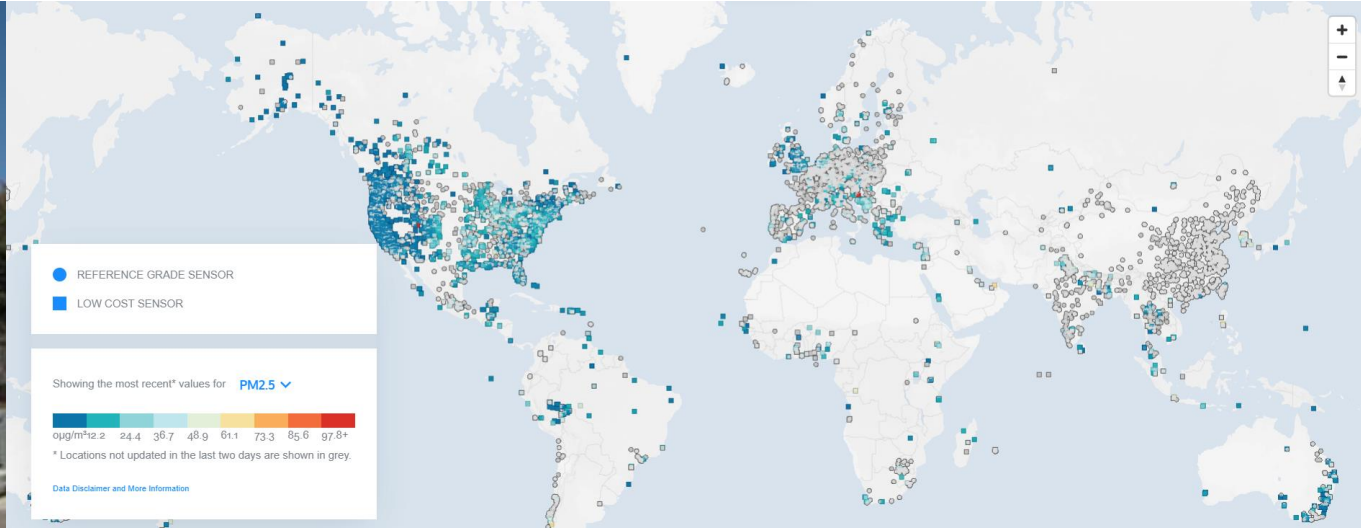 REFERENCE GRADE SENSOR
LOW COST SENSOR
Showing the most recent* values for PM2.5
0µg/m³ 12.2 24.4 36.7 48.9 61.1 73.3 85.6 97.8+
* Locations not updated in the last two days are shown in grey.
Data Disclaimer and More Information